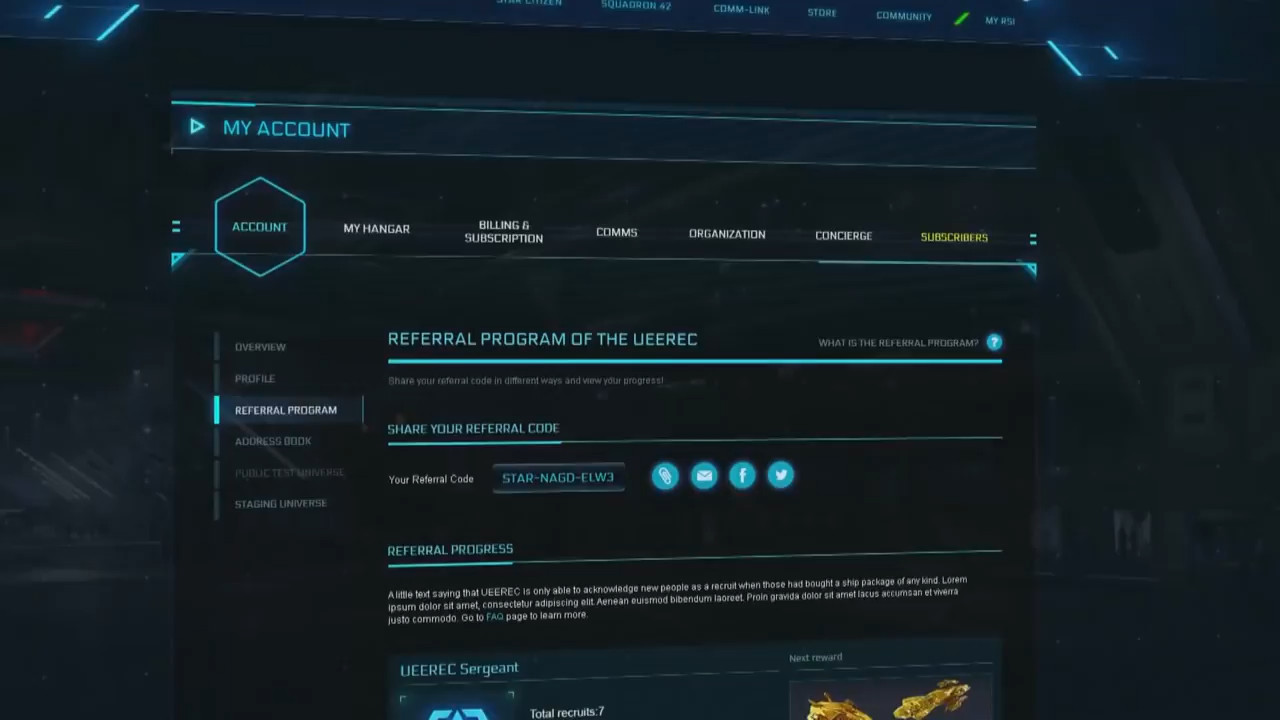 STAR CITIZEN
SQUADRON 42
COMM-LINK
STORE
COMMUNITY
MY RSI
MY ACCOUNT
ACCOUNT
MY HANGAR
BILLING &
SUBSCRIPTION
COMMS
ORGANIZATION
CONCIERGE
SUBSCRIBERS
OVERVIEW
PROFILE
REFERRAL PROGRAM
ADDRESS BOOK
PUBLIC TEST UNIVERSE
STAGING UNIVERSE
REFERRAL PROGRAM OF THE UEEREC
WHAT IS THE REFERRAL PROGRAM? ?
Share your referral code in different ways and view your progress!
SHARE YOUR REFERRAL CODE
Your Referral Code
STAR-NAGD-ELW3
REFERRAL PROGRESS
A little text saying that UEEREC is only able to acknowledge new people as a recruit when those had bought a ship package of any kind. Lorem
ipsum dolor sit amet, consectetur adipiscing elit. Aenean euismod bibendum laoreet. Proin gravida dolor sit amet lacus accumsan et viverra
justo commodo. Go to FAQ page to learn more.
UEEREC Sergeant
Next reward
Total recruits:7